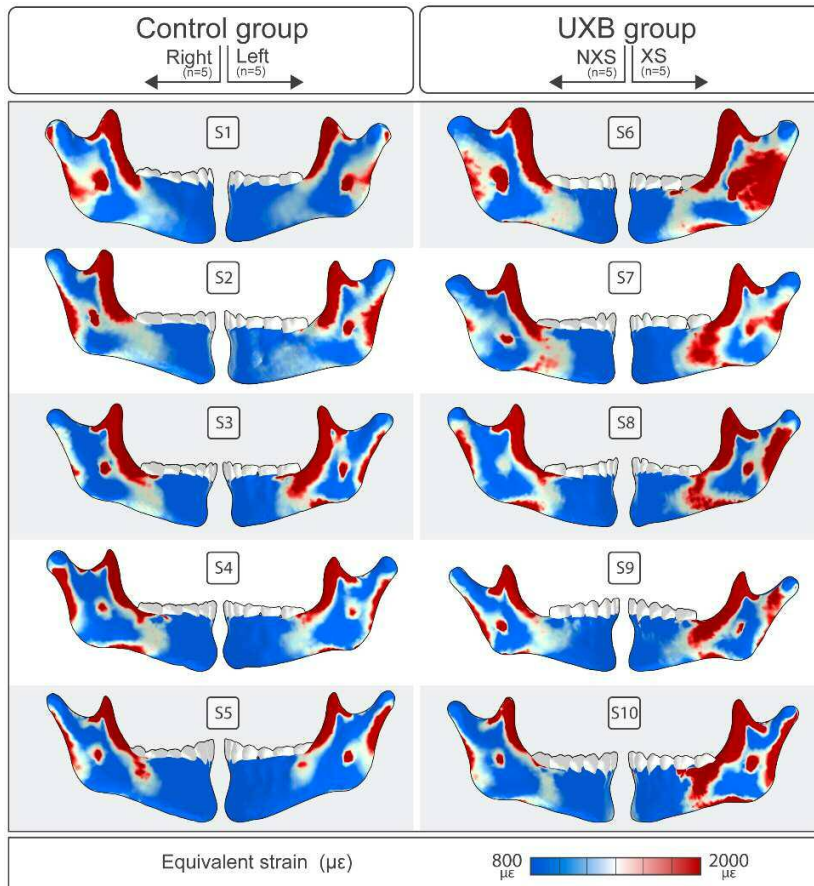 Control group
Right
(n=5)
Left
(n=5)
UXB group
NXS
(n=5)
XS
(n=5)
S1
S6
S2
S7
S3
S8
S4
S9
S5
S10
Equivalent strain (με)
800
με
2000
με